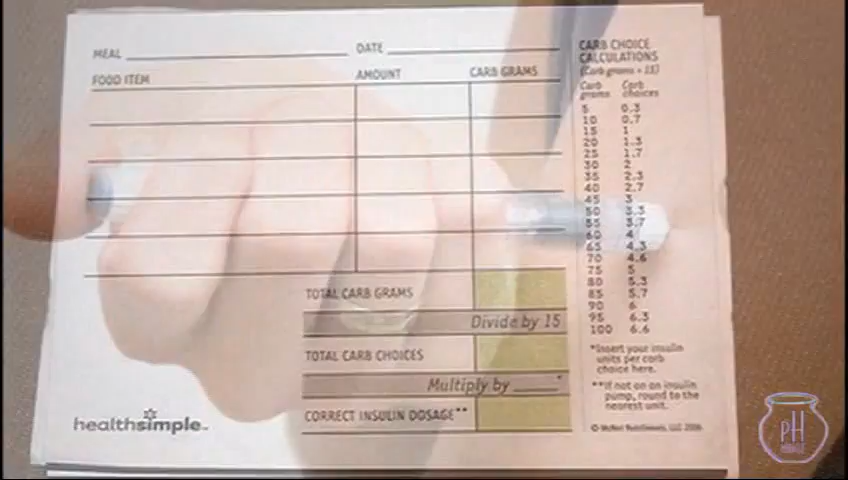 MEAL DATE
FOOD ITEM AMOUNT CARB GRAMS
TOTAL CARB GRAMS
Divide by 15
TOTAL CARB CHOICES
Multiply by ____*
CORRECT INSULIN DOSAGE**
healthsimple
CARB CHOICE
CALCULATIONS
(Carb grams ÷ 15)
Carb grams Carb choices
5 0.3
10 0.7
15 1
20 1.3
25 1.7
30 2
35 2.3
40 2.7
45 3
50 3.3
55 3.7
60 4
65 4.3
70 4.6
75 5
80 5.3
85 5.7
90 6
95 6.3
100 6.6
*Insert your insulin
units per carb
choice here.
**If not on an insulin
pump, round to the
nearest unit.
LLC 2006
pH
MIRACLE